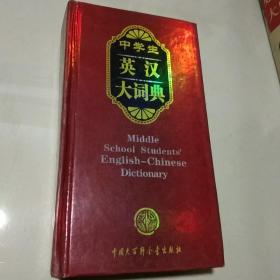 中学生
英汉
大词典
Middle
School Students'
English-Chinese
Dictionary
中国大百科全书出版社